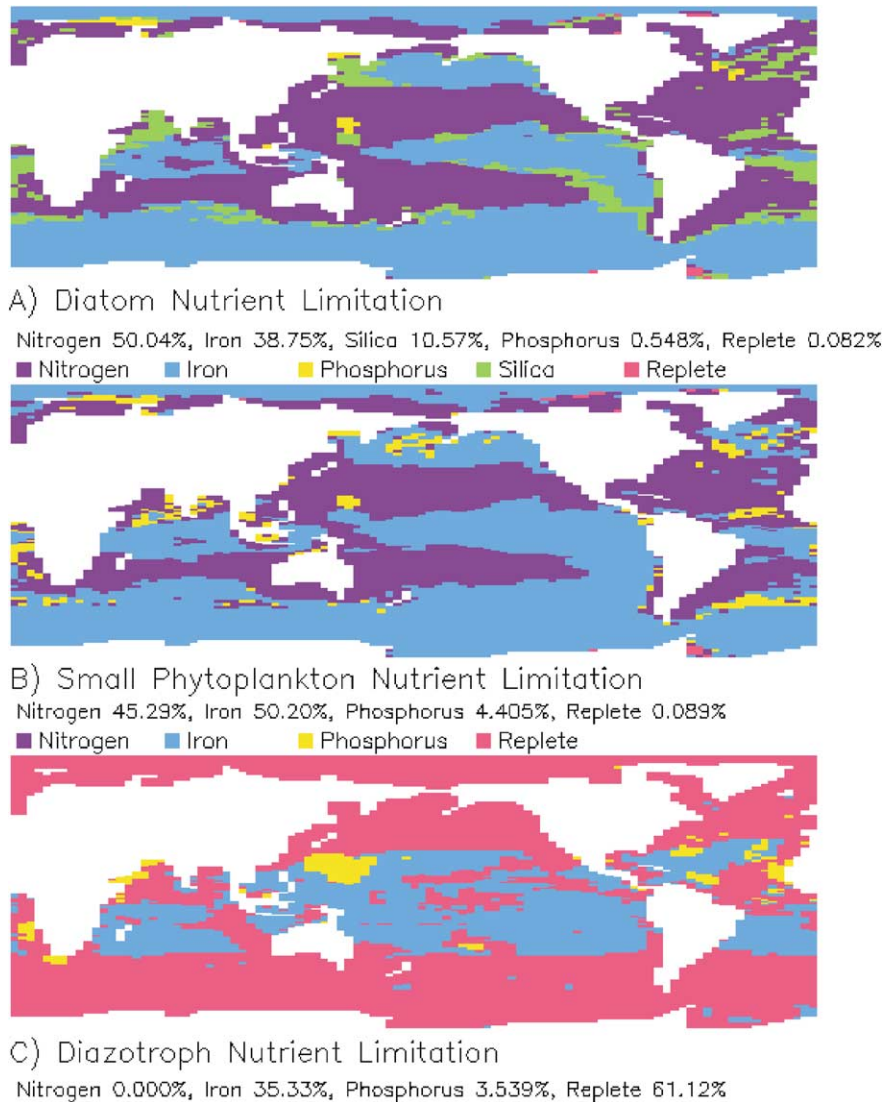 A) Diatom Nutrient Limitation
Nitrogen 50.04%, Iron 38.75%, Silica 10.57%, Phosphorus 0.548%, Replete 0.082%
Nitrogen Iron Phosphorus Silica Replete
B) Small Phytoplankton Nutrient Limitation
Nitrogen 45.29%, Iron 50.20%, Phosphorus 4.405%, Replete 0.089%
Nitrogen Iron Phosphorus Replete
C) Diazotroph Nutrient Limitation
Nitrogen 0.000%, Iron 35.33%, Phosphorus 3.539%, Replete 61.12%